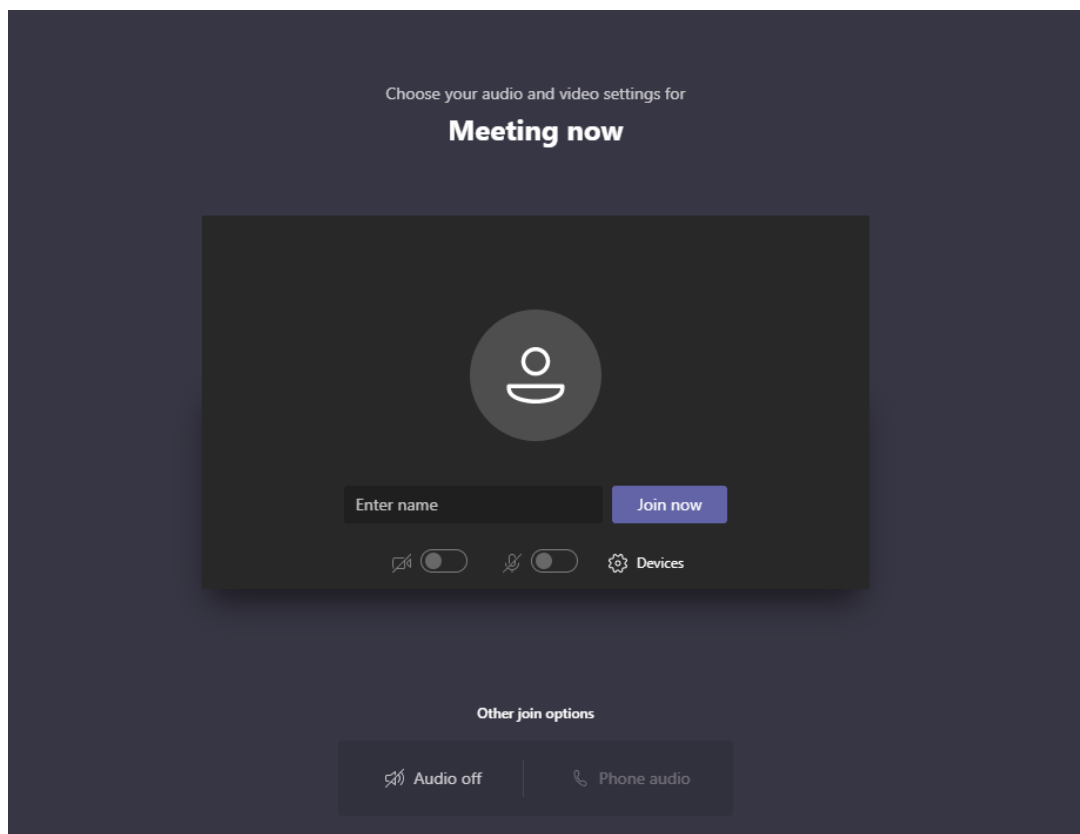 Choose your audio and video settings for
Meeting now
Enter name
Join now
Devices
Other join options
Audio off
Phone audio